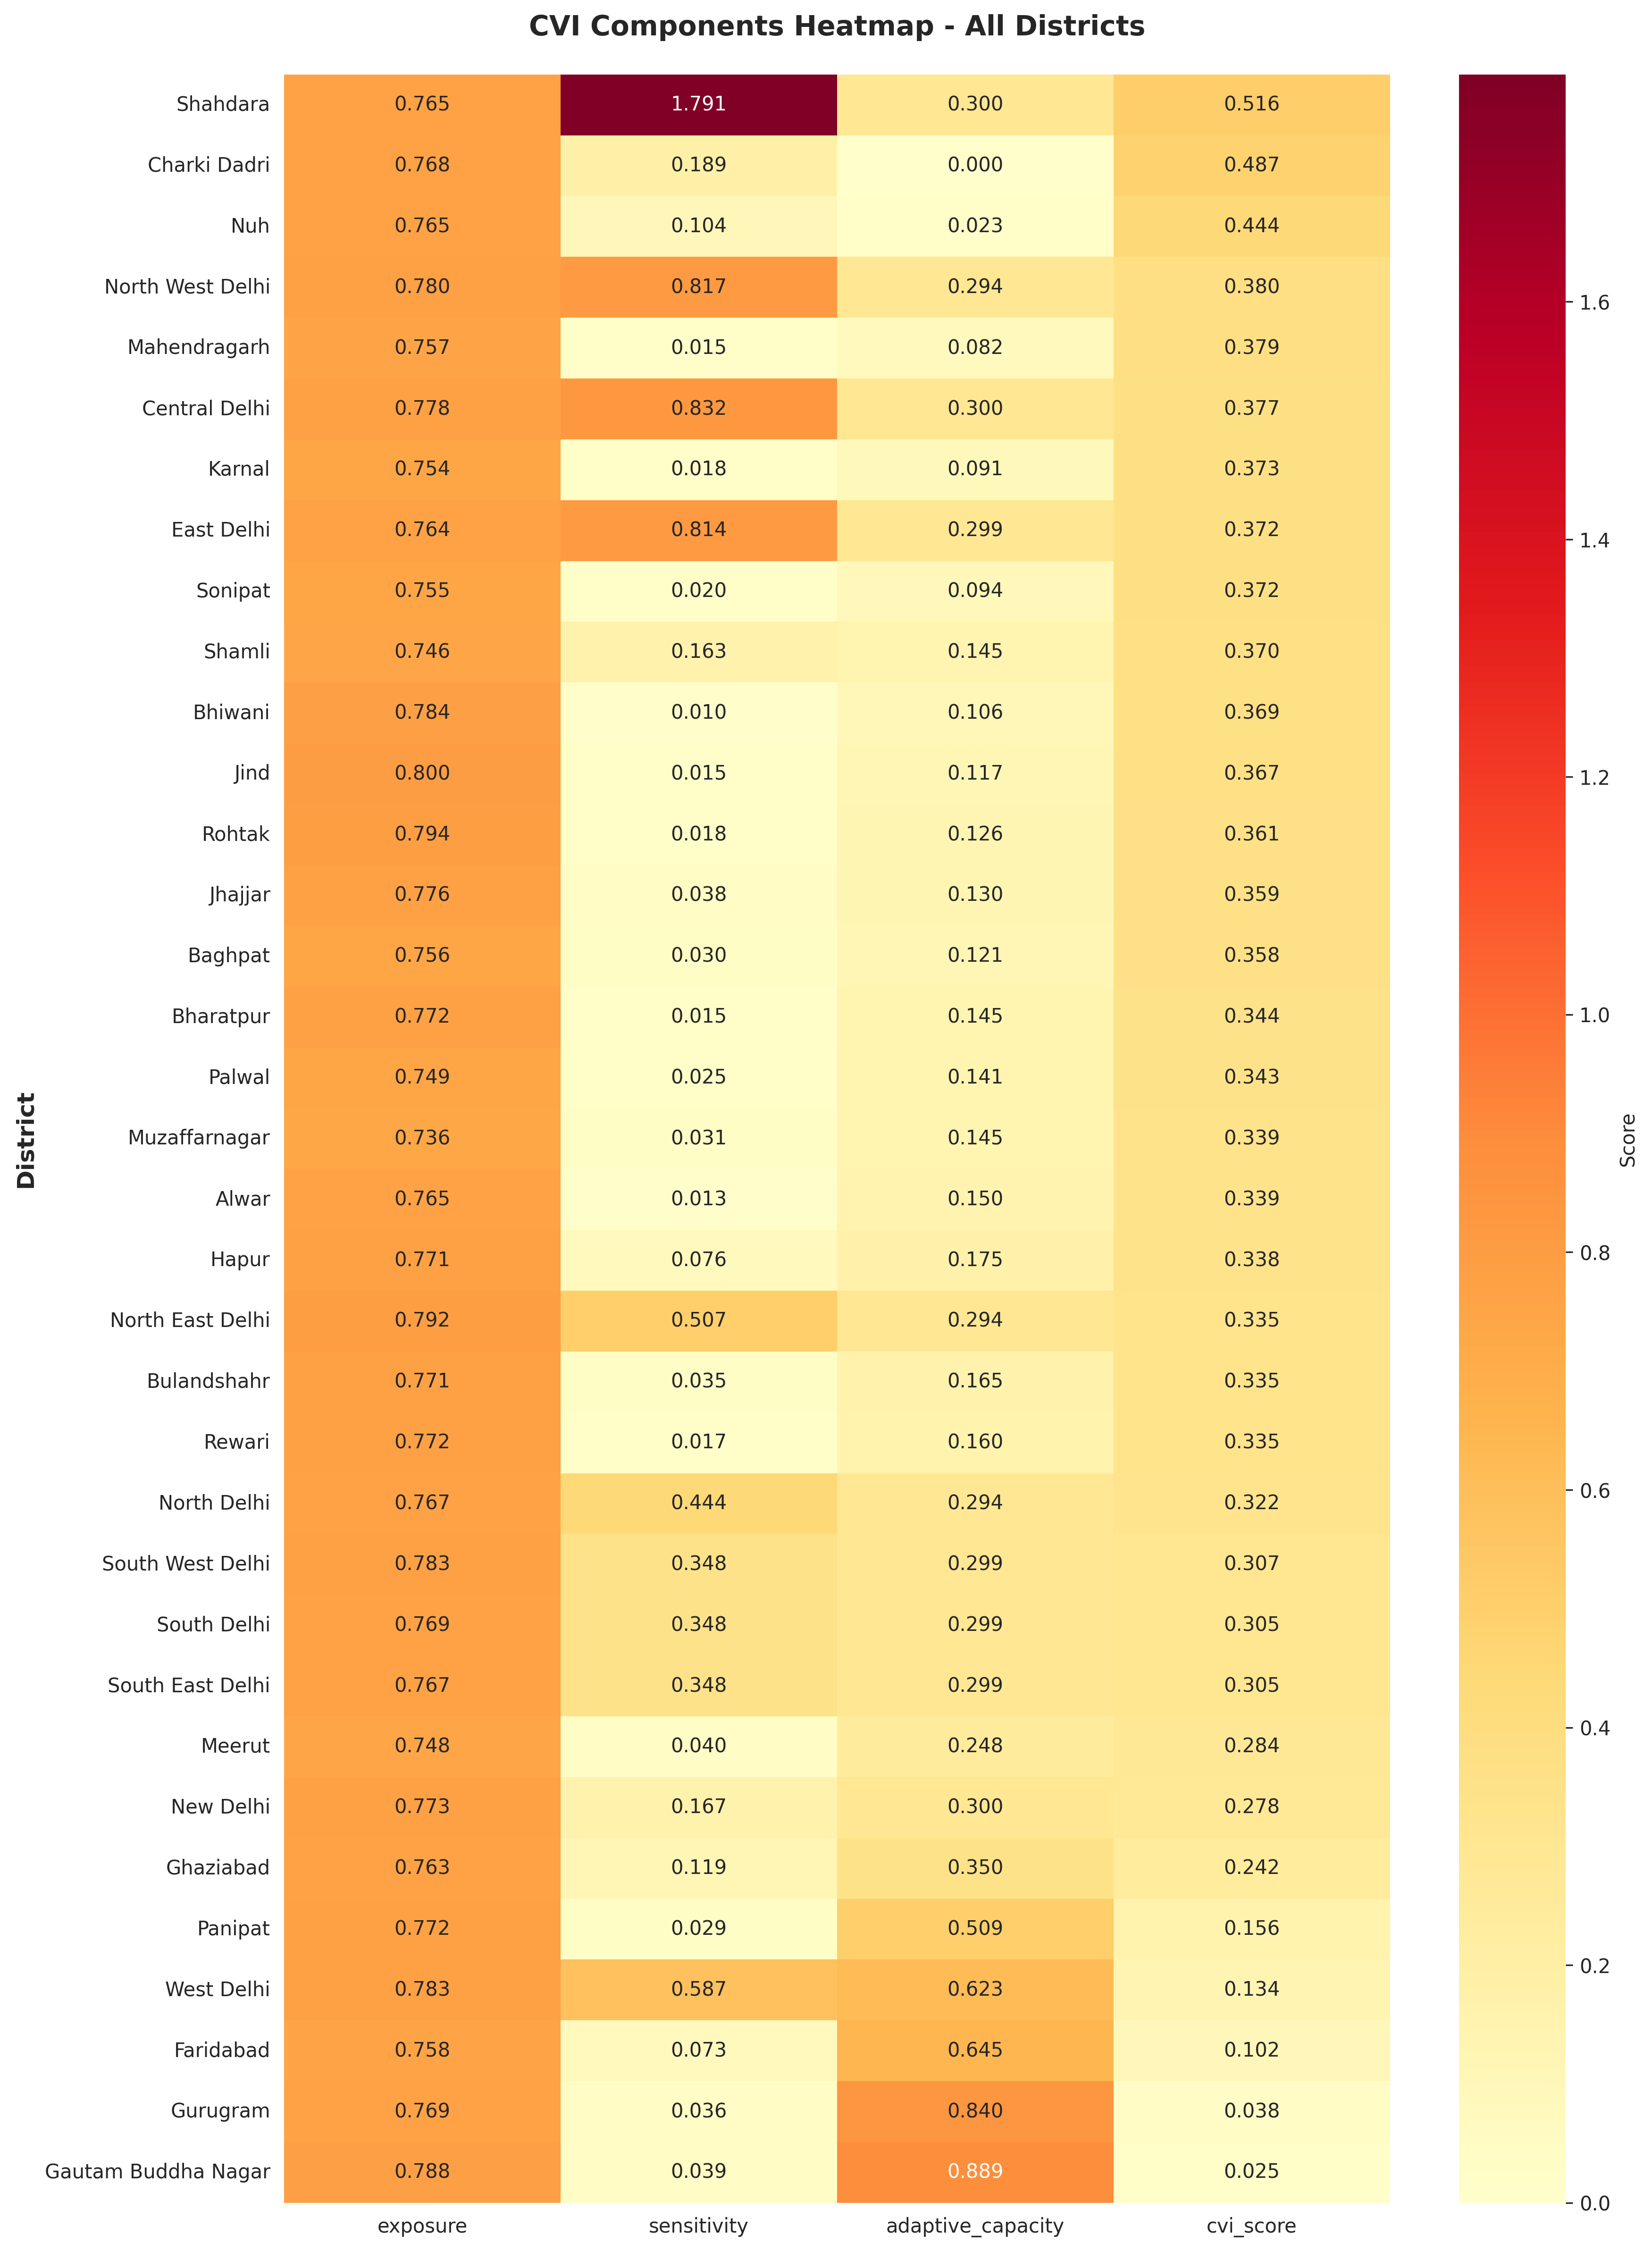 CVI Components Heatmap - All Districts
Shahdara 0.765 1.791 0.300 0.516
Charki Dadri 0.768 0.189 0.000 0.487
Nuh 0.765 0.104 0.023 0.444
North West Delhi 0.780 0.817 0.294 0.380
Mahendragarh 0.757 0.015 0.082 0.379
Central Delhi 0.778 0.832 0.300 0.377
Karnal 0.754 0.018 0.091 0.373
East Delhi 0.764 0.814 0.299 0.372
Sonipat 0.755 0.020 0.094 0.372
Shamli 0.746 0.163 0.145 0.370
Bhiwani 0.784 0.010 0.106 0.369
Jind 0.800 0.015 0.117 0.367
Rohtak 0.794 0.018 0.126 0.361
Jhajjar 0.776 0.038 0.130 0.359
Baghpat 0.756 0.030 0.121 0.358
Bharatpur 0.772 0.015 0.145 0.344
Palwal 0.749 0.025 0.141 0.343
Muzaffarnagar 0.736 0.031 0.145 0.339
Alwar 0.765 0.013 0.150 0.339
Hapur 0.771 0.076 0.175 0.338
North East Delhi 0.792 0.507 0.294 0.335
Bulandshahr 0.771 0.035 0.165 0.335
Rewari 0.772 0.017 0.160 0.335
North Delhi 0.767 0.444 0.294 0.322
South West Delhi 0.783 0.348 0.299 0.307
South Delhi 0.769 0.348 0.299 0.305
South East Delhi 0.767 0.348 0.299 0.305
Meerut 0.748 0.040 0.248 0.284
New Delhi 0.773 0.167 0.300 0.278
Ghaziabad 0.763 0.119 0.350 0.242
Panipat 0.772 0.029 0.509 0.156
West Delhi 0.783 0.587 0.623 0.134
Faridabad 0.758 0.073 0.645 0.102
Gurugram 0.769 0.036 0.840 0.038
Gautam Buddha Nagar 0.788 0.039 0.889 0.025
exposure sensitivity adaptive_capacity cvi_score
District
1.6
1.4
1.2
1.0
0.8
0.6
0.4
0.2
0.0
Score